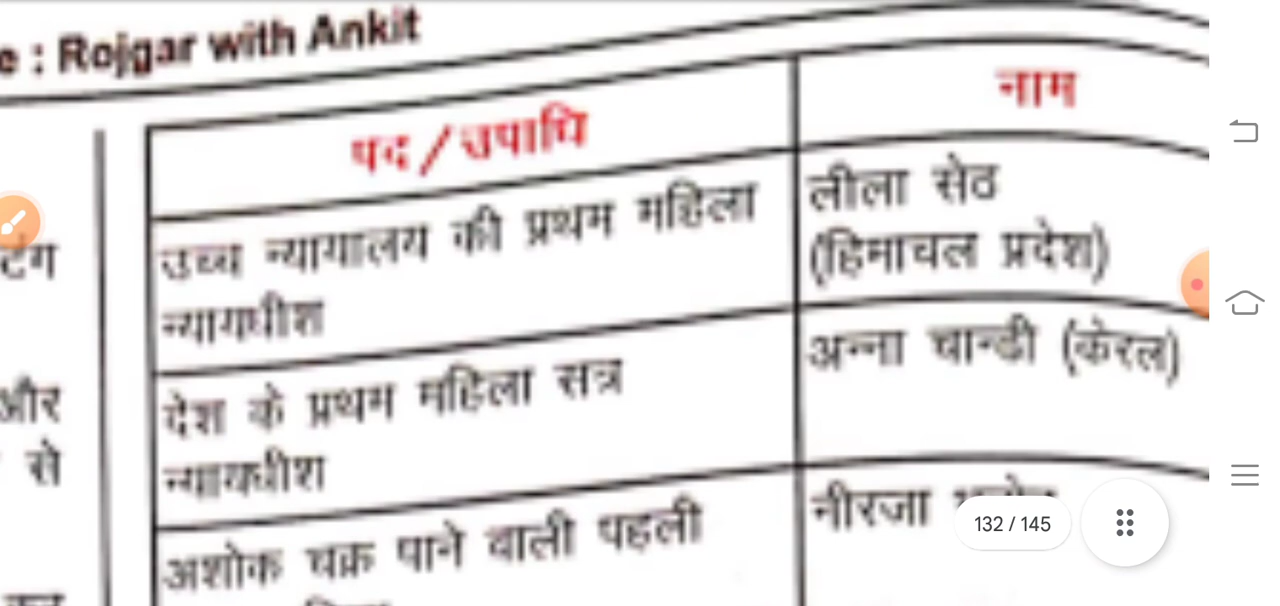 e : Rojgar with Ankit
पद / उपाधि
नाम
उच्च न्यायालय की प्रथम महिला
न्यायधीश
लीला सेठ
(हिमाचल प्रदेश)
देश के प्रथम महिला सत्र
न्यायधीश
अन्ना चान्डी (केरल)
अशोक चक्र पाने वाली पहली
नीरजा
टिंग
और
से
132 / 145